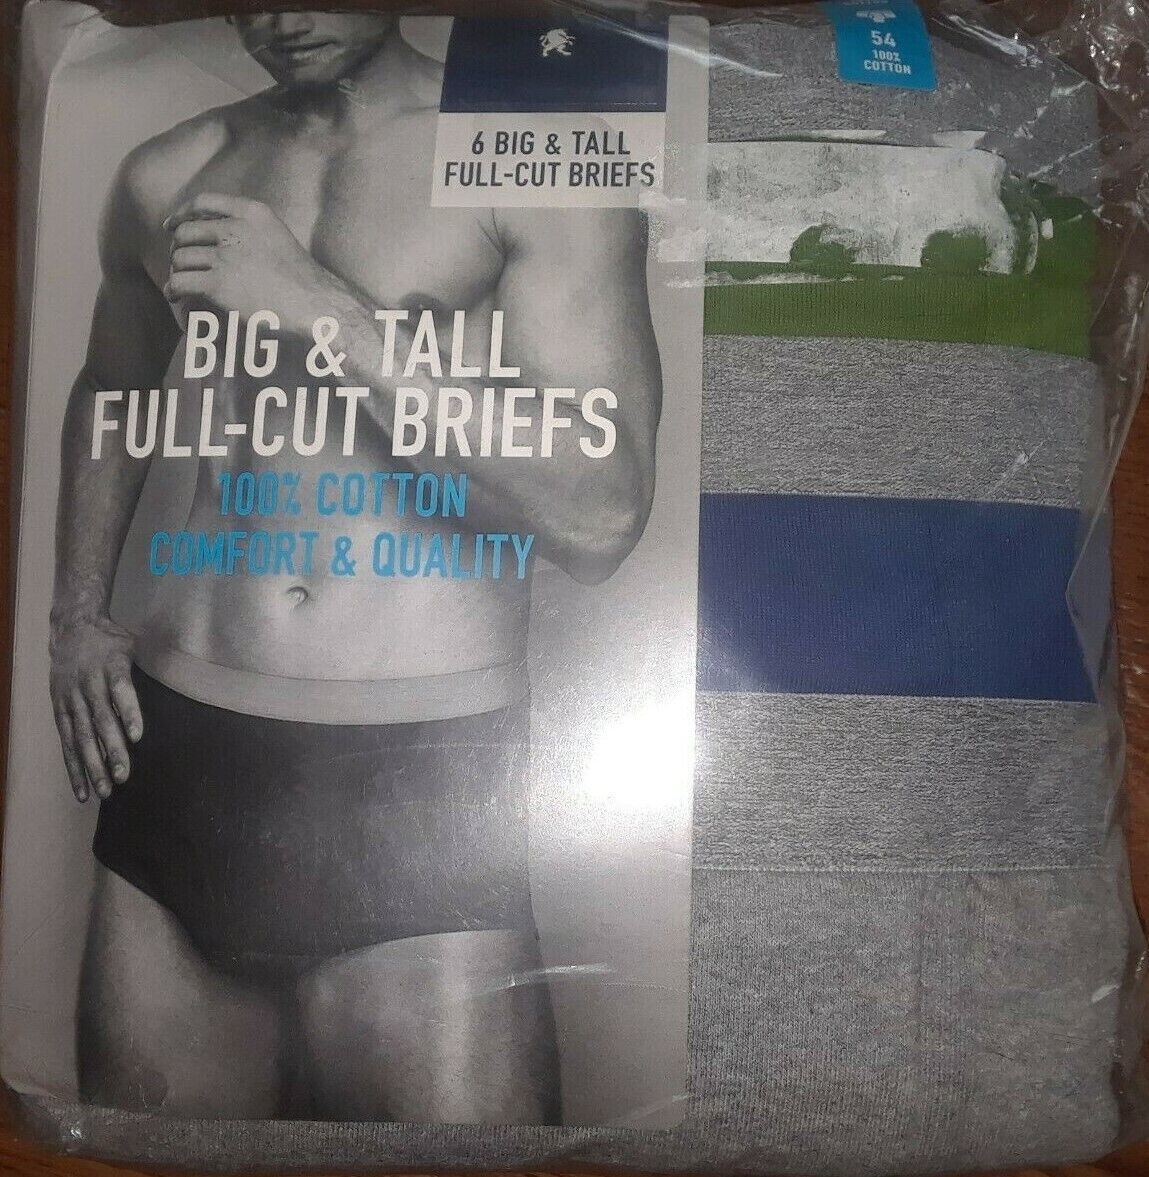 6 BIG & TALL
FULL-CUT BRIEFS
BIG & TALL
FULL-CUT BRIEFS
100% COTTON
COMFORT & QUALITY
54
100%
COTTON